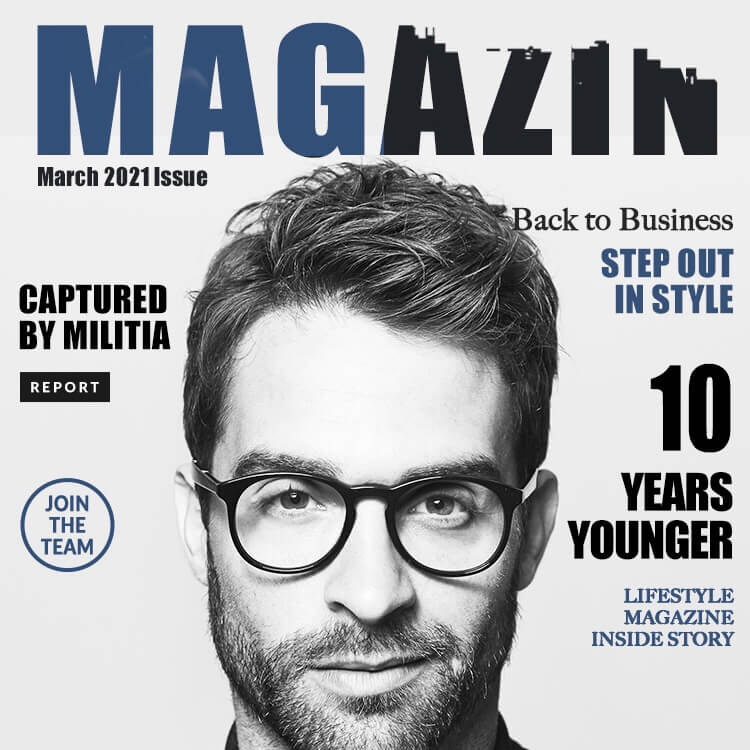 MAGAZIN
March 2021 Issue
Back to Business
STEP OUT
IN STYLE
CAPTURED
BY MILITIA
REPORT
10
YEARS
YOUNGER
JOIN
THE
TEAM
LIFESTYLE
MAGAZINE
INSIDE STORY